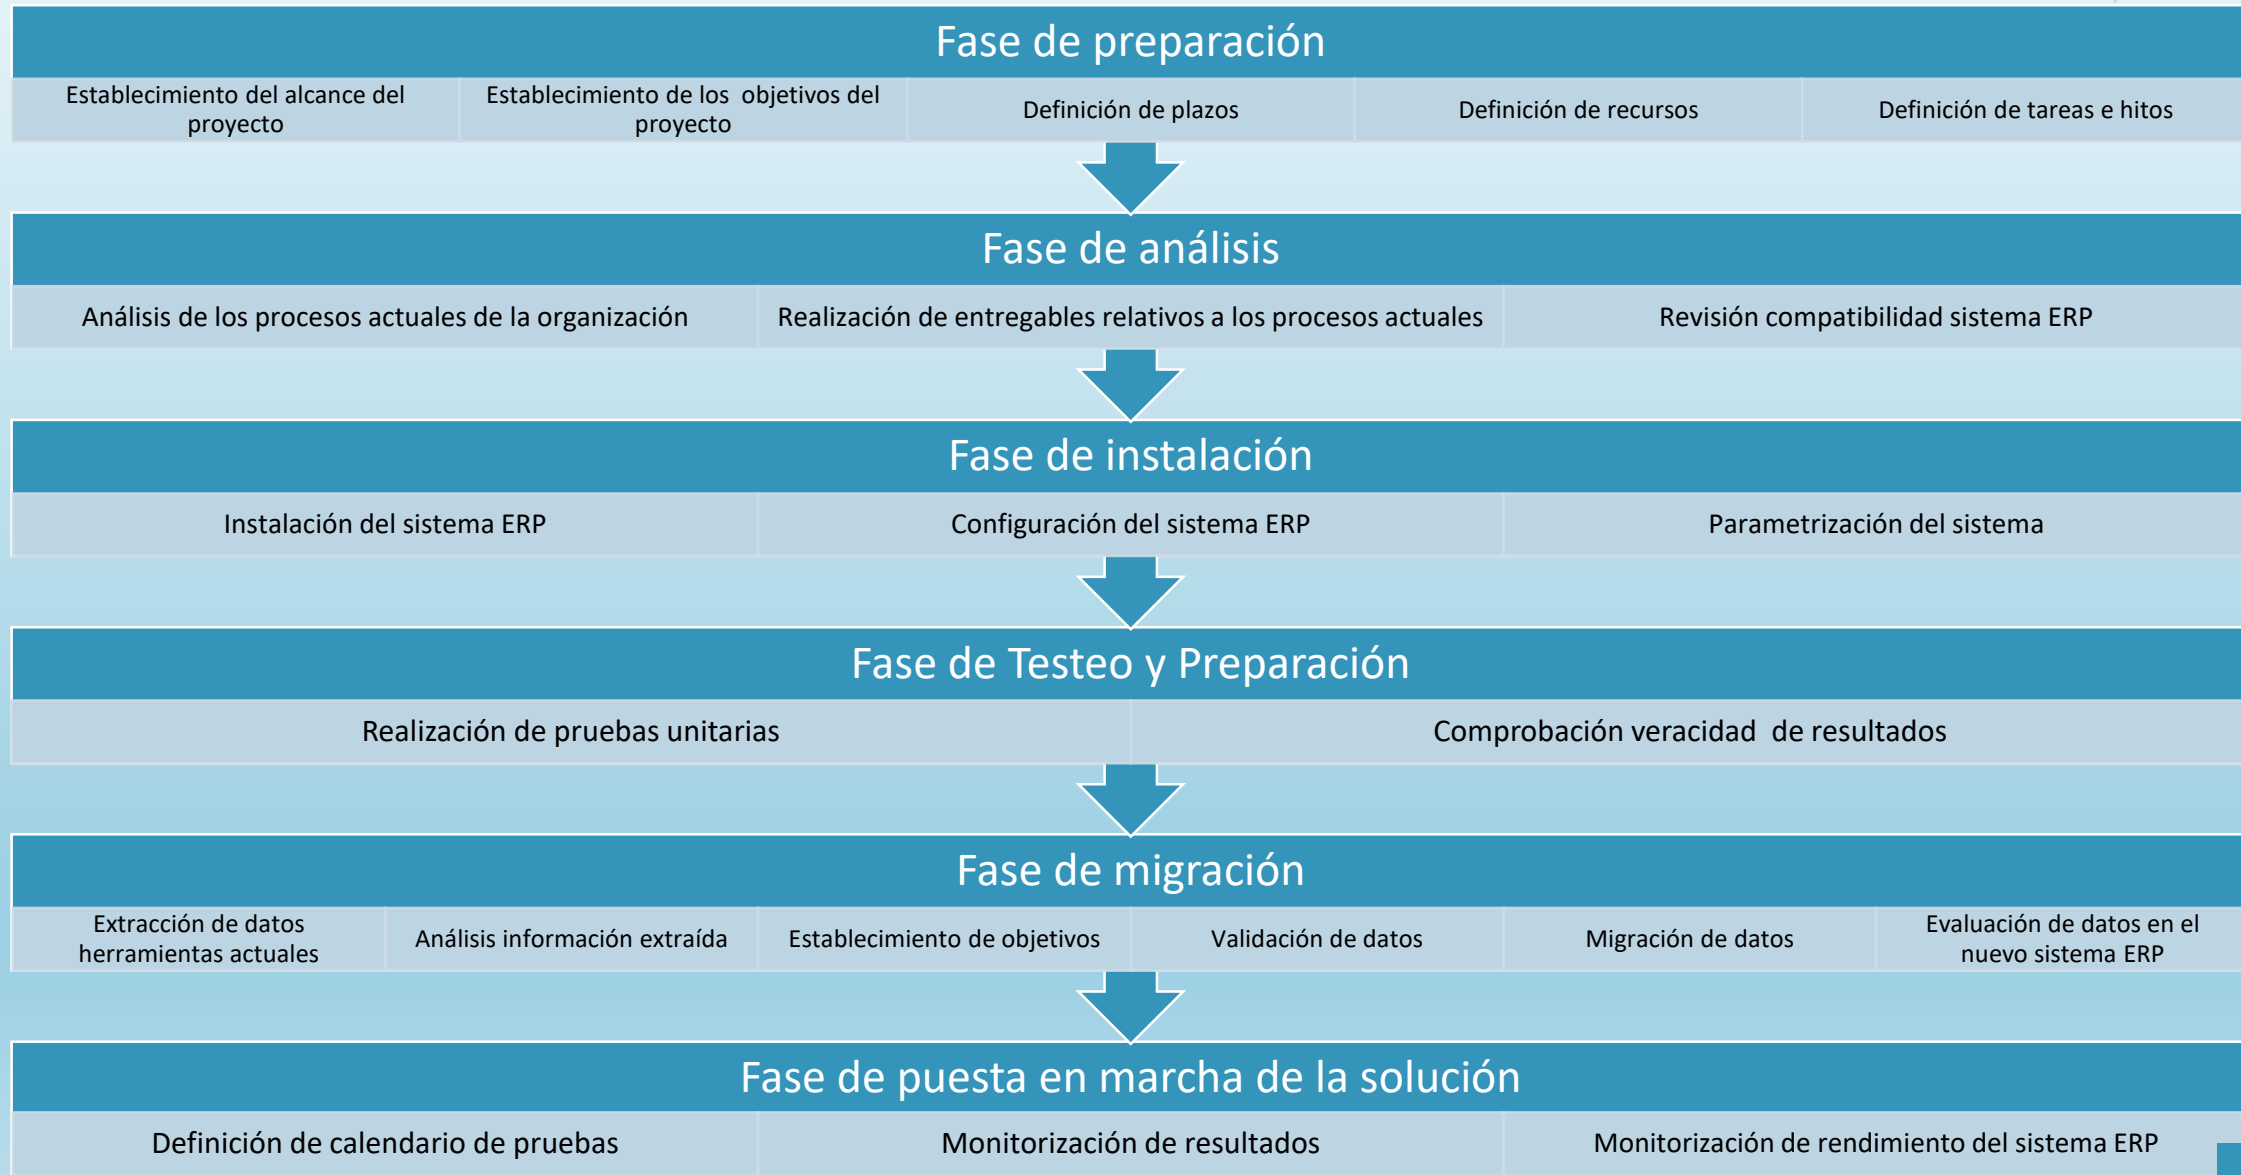 Fase de preparación
Establecimiento del alcance del
proyecto
Establecimiento de los  objetivos del
proyecto
Definición de plazos
Definición de recursos
Definición de tareas e hitos
Fase de análisis
Análisis de los procesos actuales de la organización
Realización de entregables relativos a los procesos actuales
Revisión compatibilidad sistema ERP
Fase de instalación
Instalación del sistema ERP
Configuración del sistema ERP
Parametrización del sistema
Fase de Testeo y Preparación
Realización de pruebas unitarias
Comprobación veracidad  de resultados
Fase de migración
Extracción de datos
herramientas actuales
Análisis información extraída
Establecimiento de objetivos
Validación de datos
Migración de datos
Evaluación de datos en el
nuevo sistema ERP
Fase de puesta en marcha de la solución
Definición de calendario de pruebas
Monitorización de resultados
Monitorización de rendimiento del sistema ERP